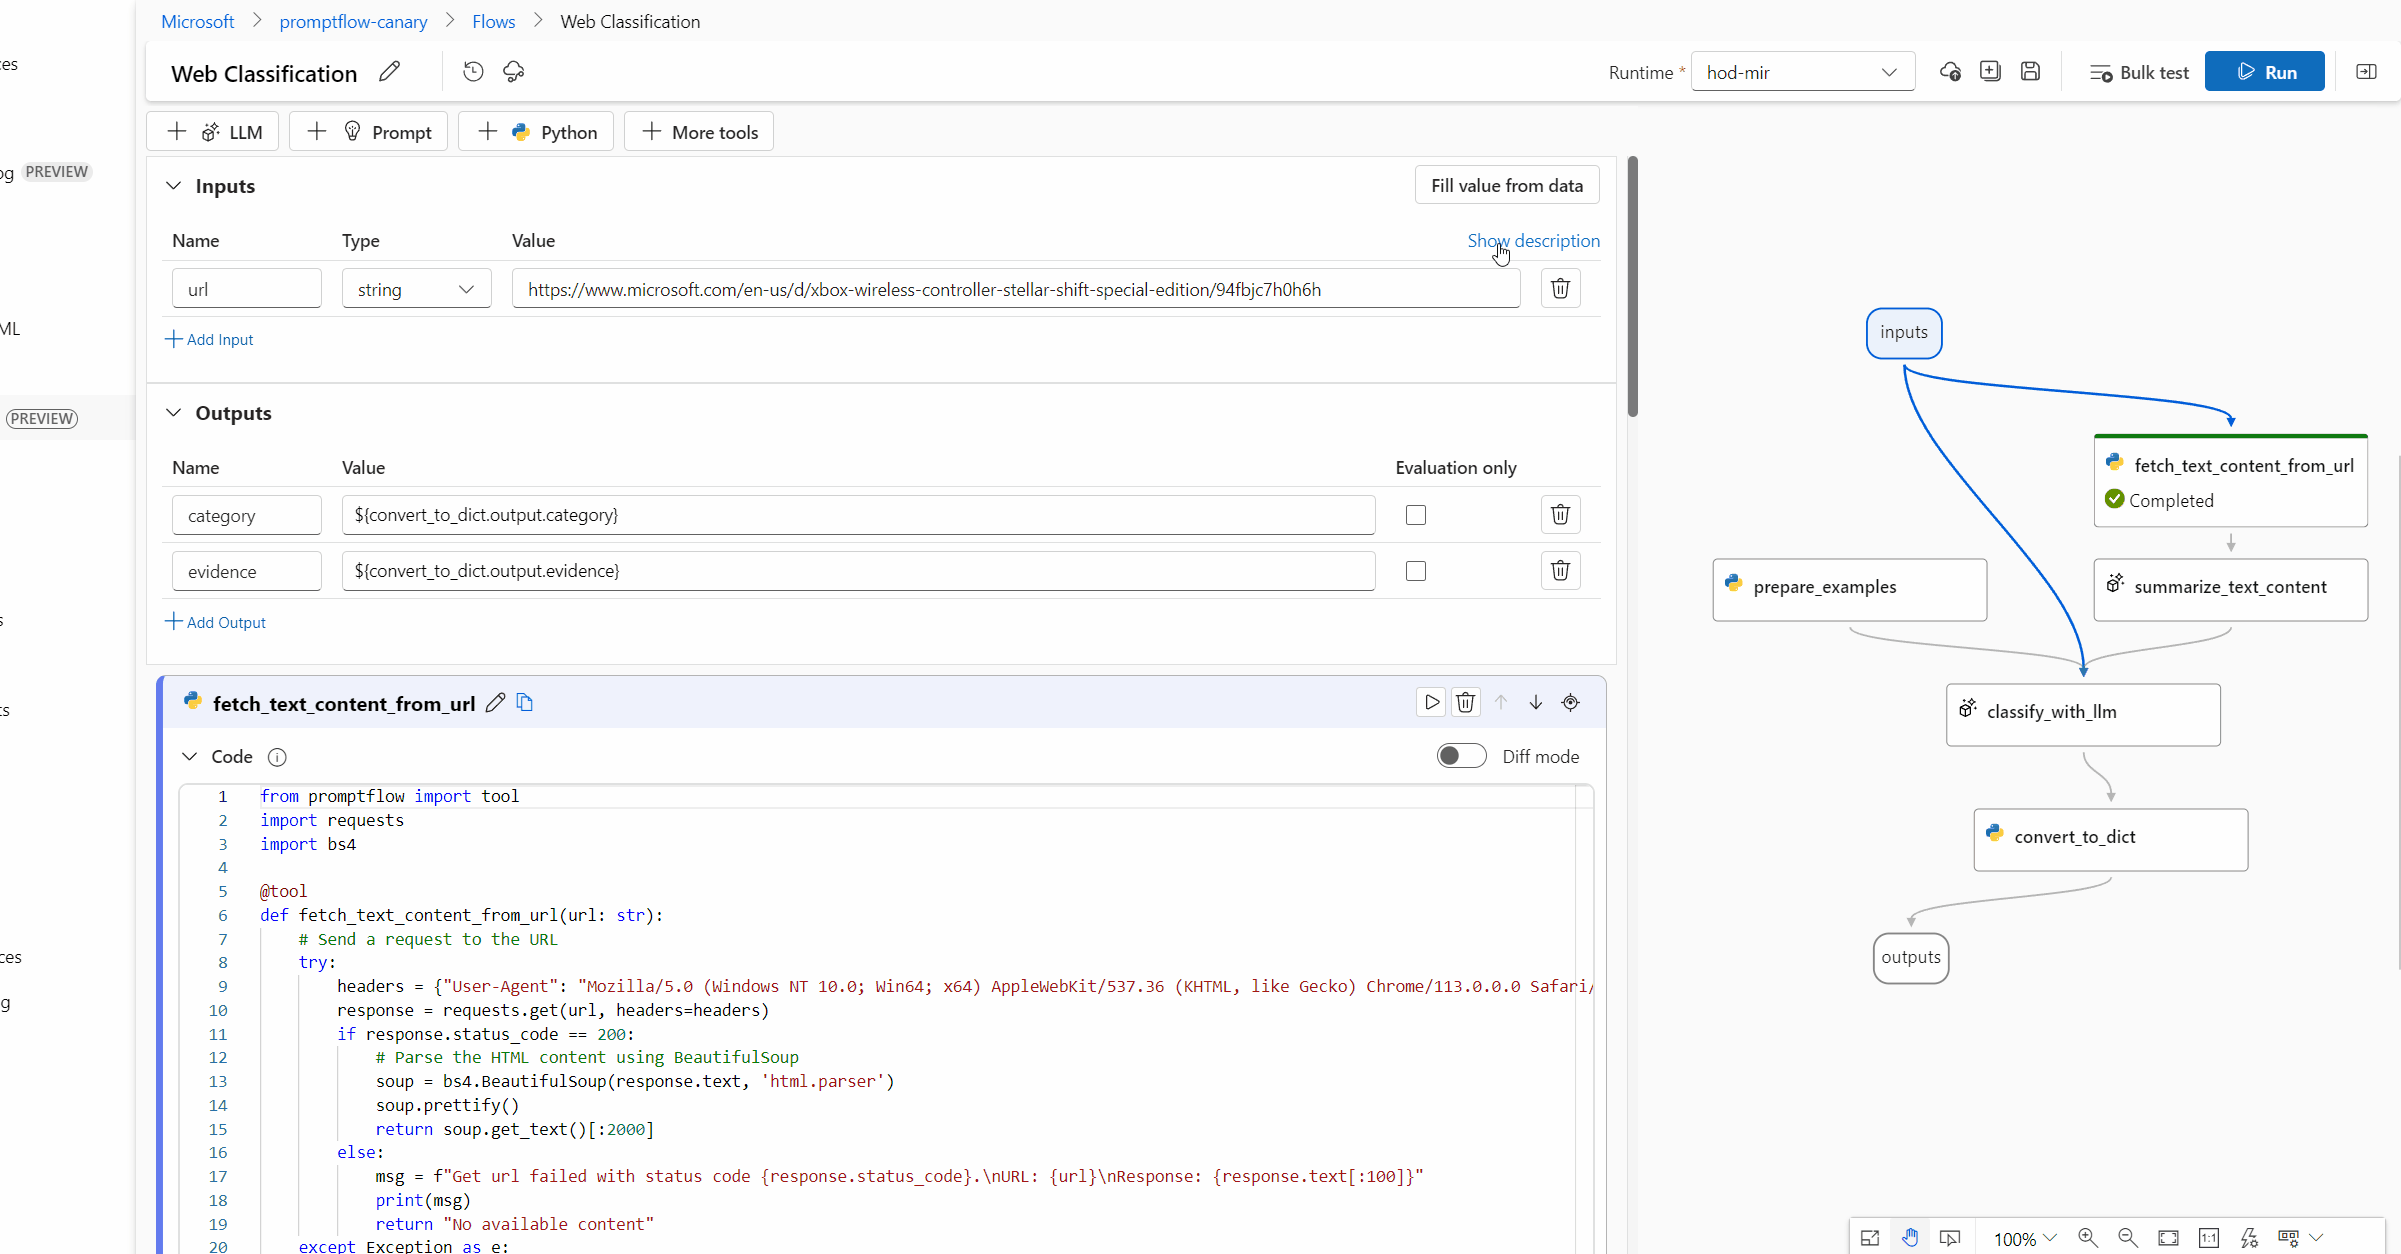 Microsoft > promptflow-canary > Flows > Web Classification
ces
Web Classification
Runtime * hod-mir
Bulk test
Run
LLM
Prompt
Python
More tools
og PREVIEW
Inputs
Fill value from data
Name Type Value
Show description
url string https://www.microsoft.com/en-us/d/xbox-wireless-controller-stellar-shift-special-edition/94fbjc7h0h6h
ML
Add Input
PREVIEW
Outputs
Name Value Evaluation only
category ${convert_to_dict.output.category}
evidence ${convert_to_dict.output.evidence}
s
Add Output
fetch_text_content_from_url
ts
Code
Diff mode
1 from promptflow import tool
2 import requests
3 import bs4
4
5 @tool
6 def fetch_text_content_from_url(url: str):
7 # Send a request to the URL
8 try:
9 headers = {"User-Agent": "Mozilla/5.0 (Windows NT 10.0; Win64; x64) AppleWebKit/537.36 (KHTML, like Gecko) Chrome/113.0.0.0 Safari/
10 response = requests.get(url, headers=headers)
11 if response.status_code == 200:
12 # Parse the HTML content using BeautifulSoup
13 soup = bs4.BeautifulSoup(response.text, 'html.parser')
14 soup.prettify()
15 return soup.get_text()[:2000]
16 else:
17 msg = f"Get url failed with status code {response.status_code}.\nURL: {url}\nResponse: {response.text[:100]}"
18 print(msg)
19 return "No available content"
20 except Exception as e:
ces
g
inputs
fetch_text_content_from_url
Completed
prepare_examples
summarize_text_content
classify_with_llm
convert_to_dict
outputs
100%
1:1